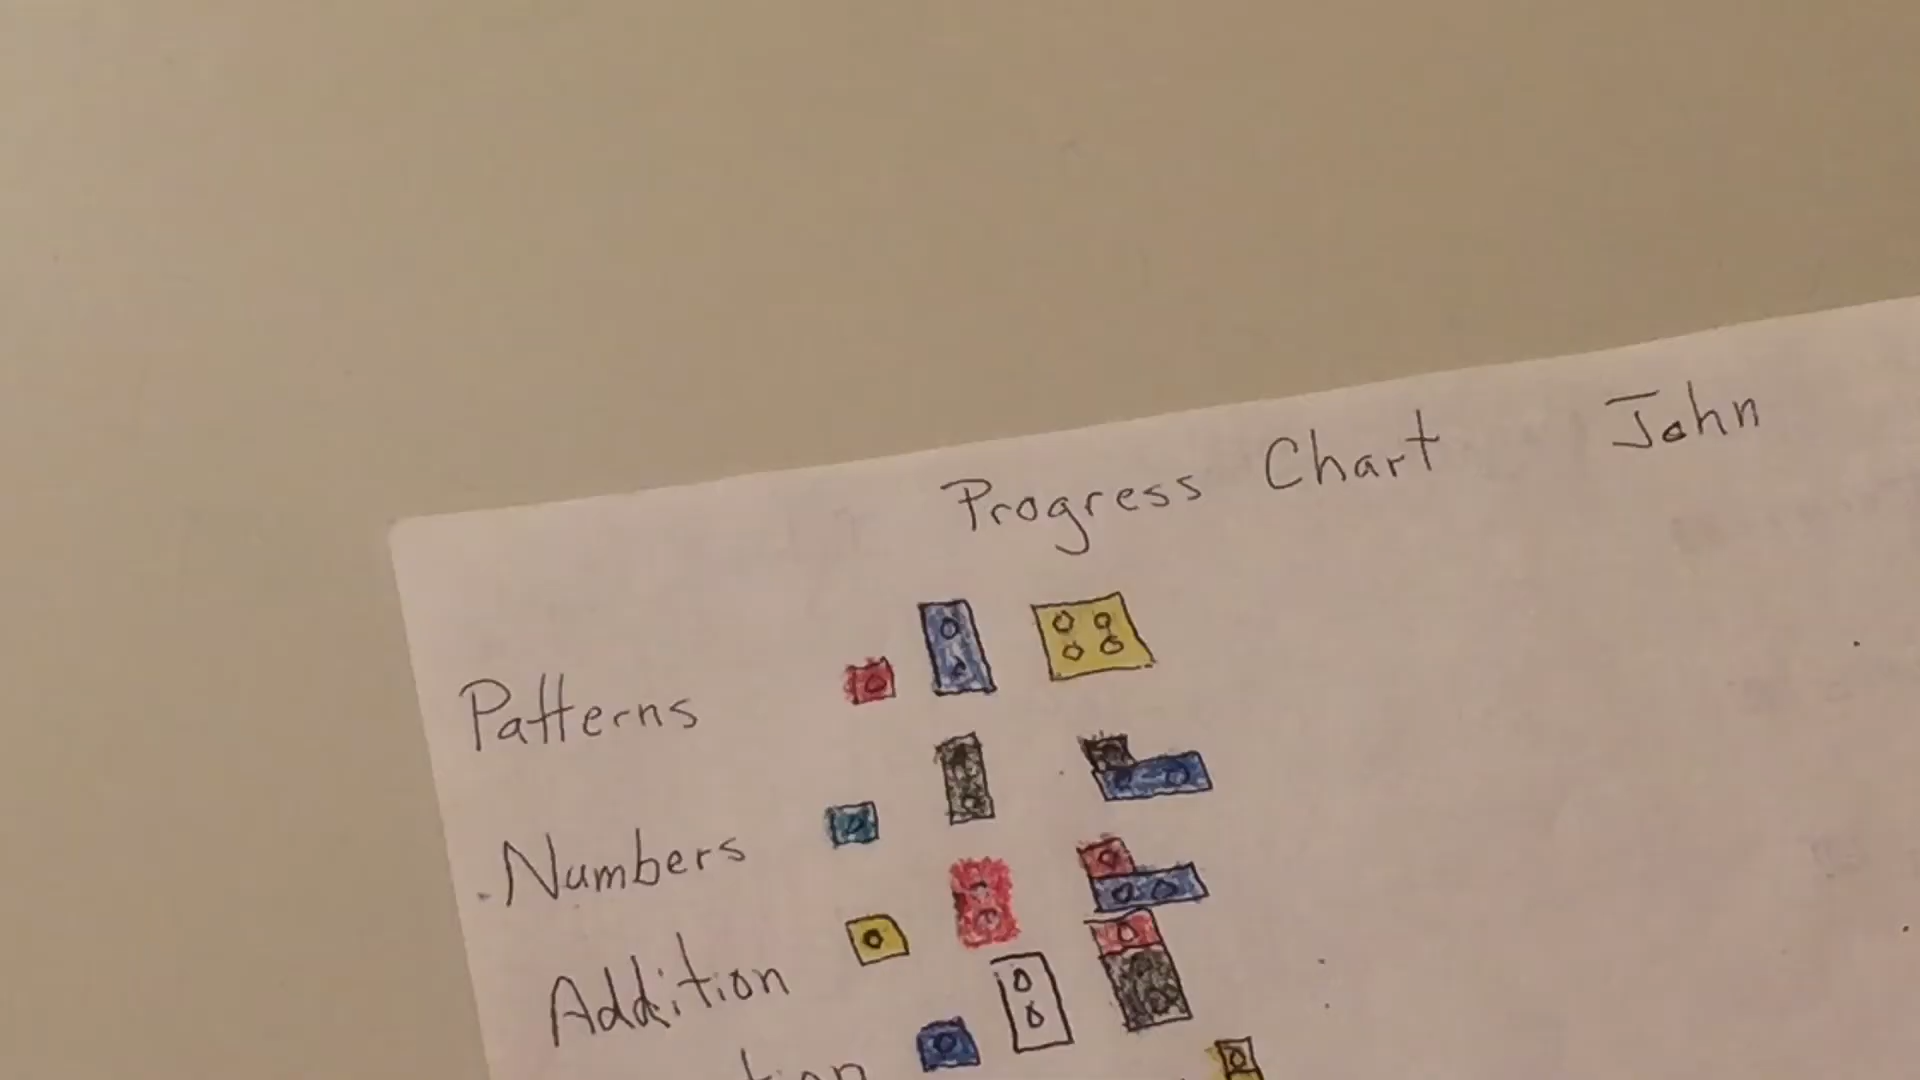 Progress Chart John
Patterns
Numbers
Addition